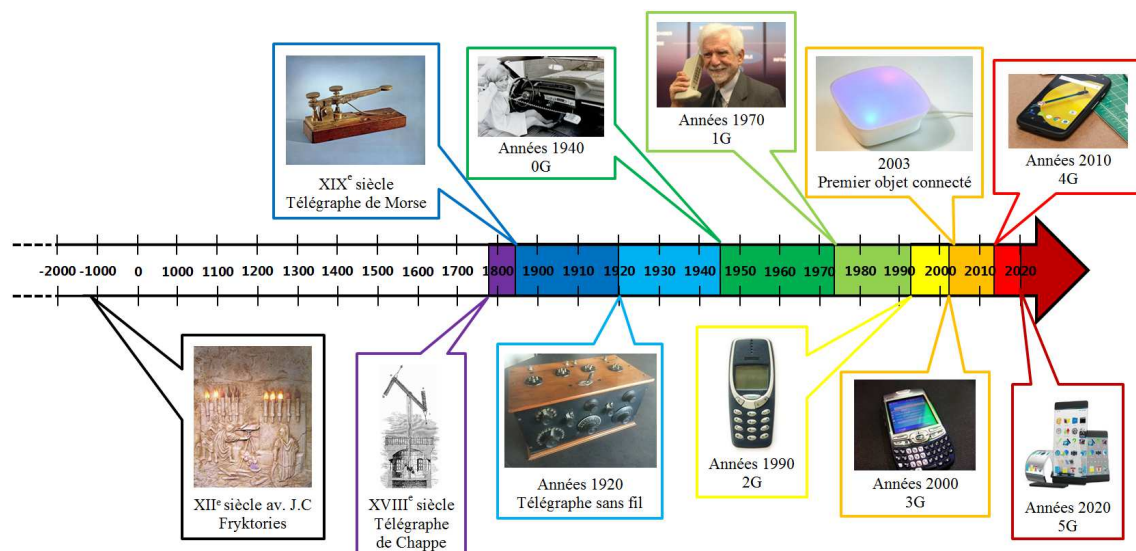 XIXe siècle
Télégraphe de Morse
Années 1940
0G
Années 1970
1G
2003
Premier objet connecté
Années 2010
4G
-2000 -1000 0 1000 1100 1200 1300 1400 1500 1600 1700 1800 1900 1910 1920 1930 1940 1950 1960 1970 1980 1990 2000 2010 2020
XIIe siècle av. J.C
Fryktories
XVIIIe siècle
Télégraphe
de Chappe
Années 1920
Télégraphe sans fil
Années 1990
2G
Années 2000
3G
Années 2020
5G